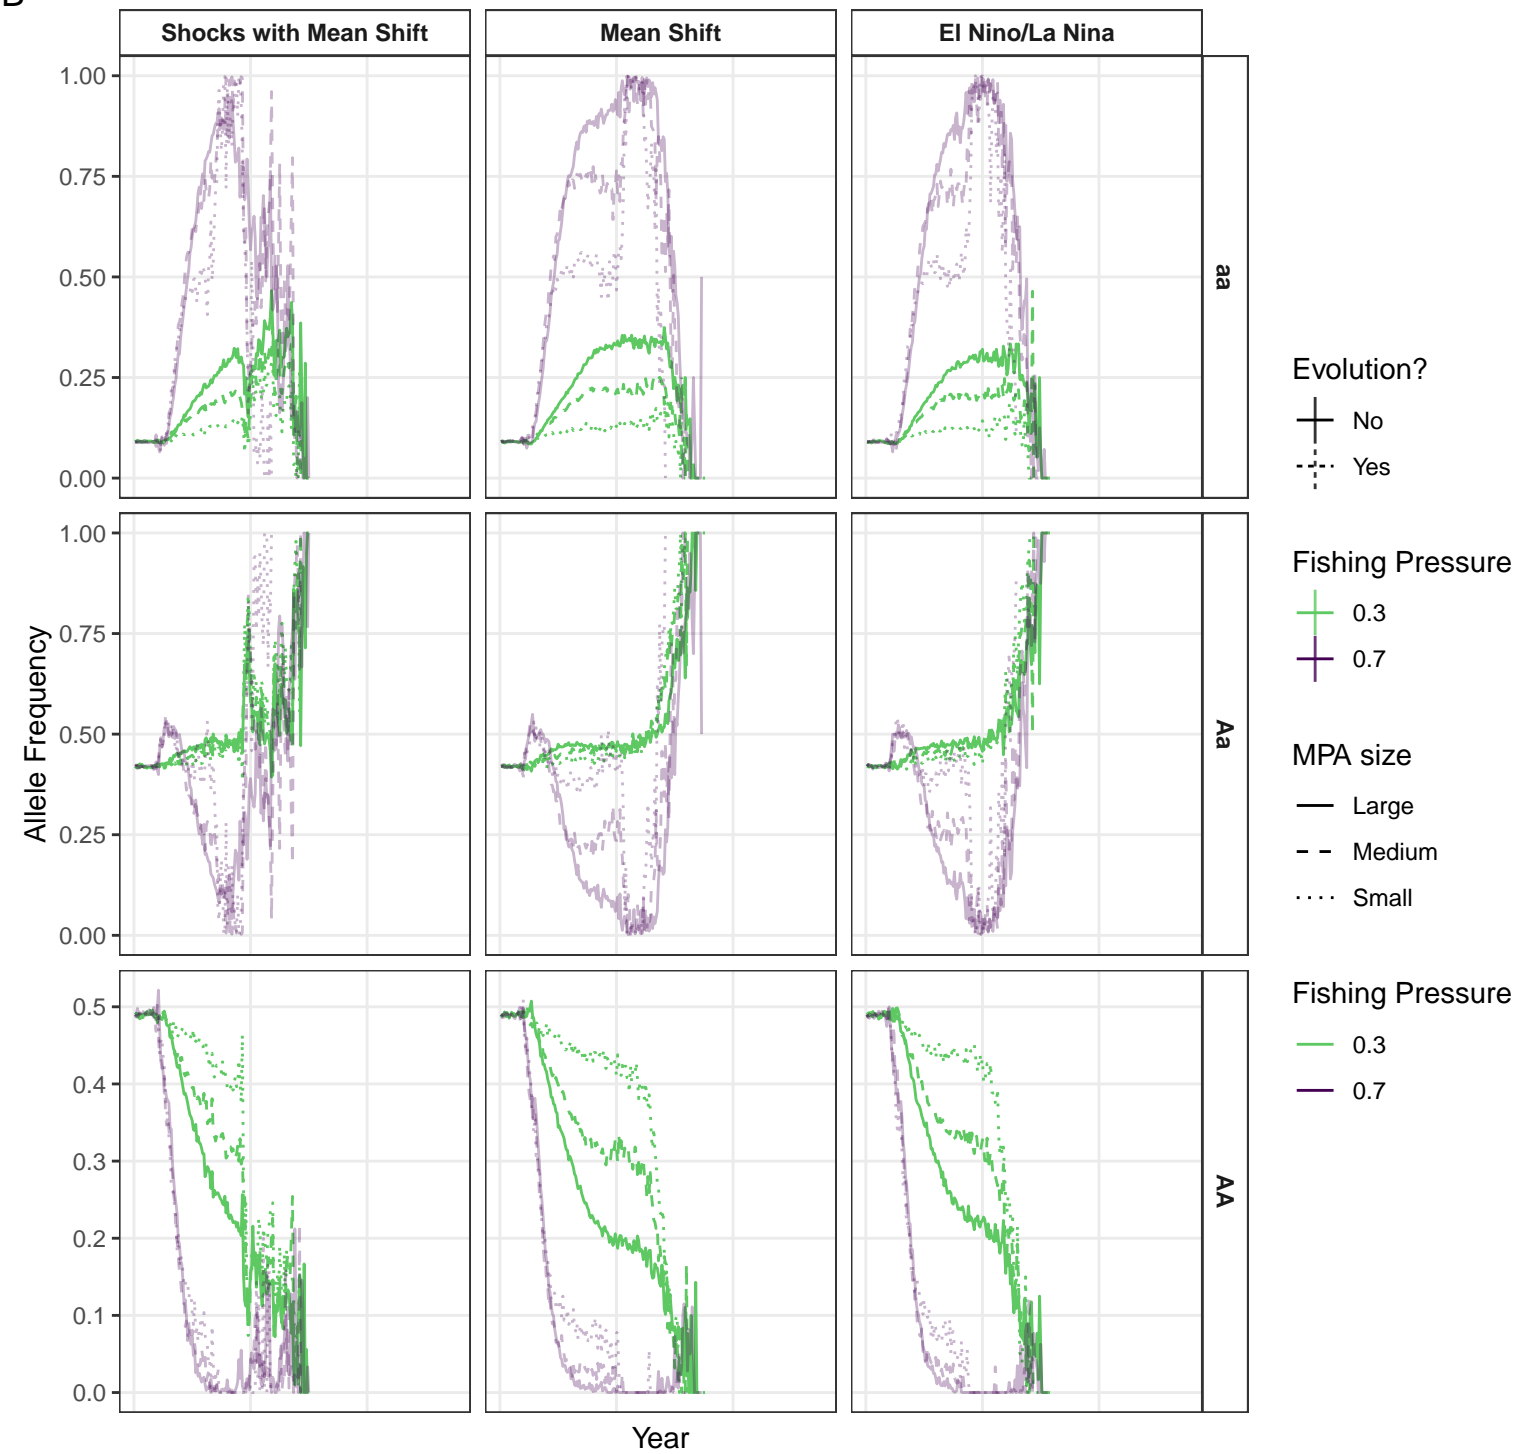 B
Shocks with Mean Shift
Mean Shift
El Nino/La Nina
1.00
0.75
0.50
0.25
0.00
aa
1.00
0.75
0.50
0.25
0.00
Aa
0.5
0.4
0.3
0.2
0.1
0.0
AA
Allele Frequency
Year
Evolution?
No
Yes
Fishing Pressure
0.3
0.7
MPA size
Large
Medium
Small
Fishing Pressure
0.3
0.7